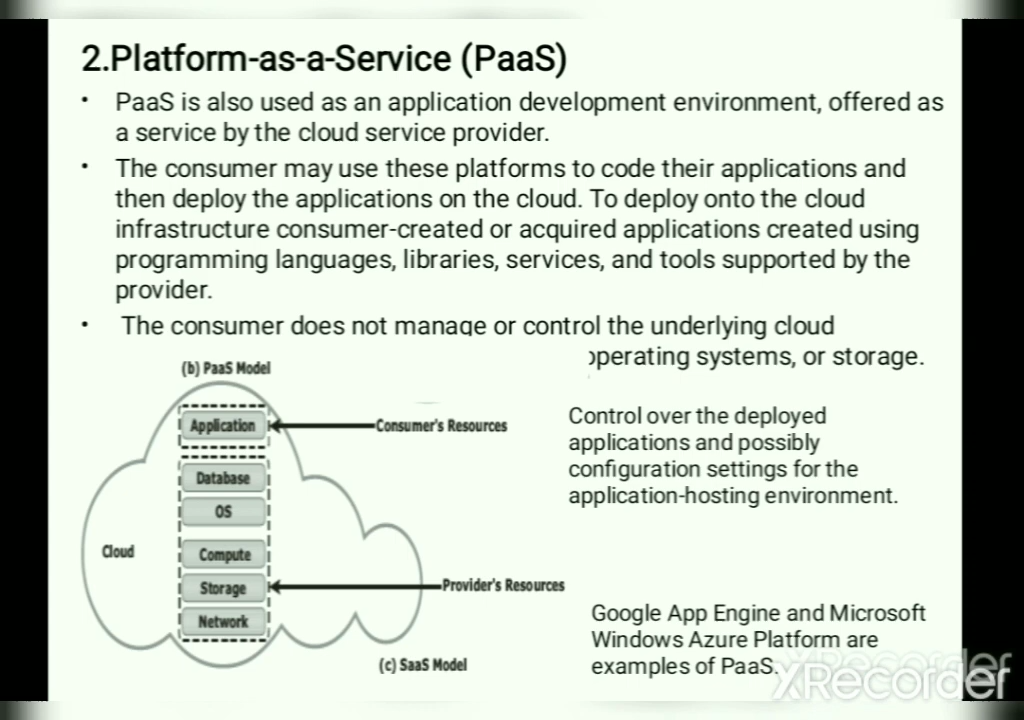 2.Platform-as-a-Service (PaaS)
• PaaS is also used as an application development environment, offered as
a service by the cloud service provider.
• The consumer may use these platforms to code their applications and
then deploy the applications on the cloud. To deploy onto the cloud
infrastructure consumer-created or acquired applications created using
programming languages, libraries, services, and tools supported by the
provider.
• The consumer does not manage or control the underlying cloud
operating systems, or storage.
(b) PaaS Model
Application
Consumer's Resources
Control over the deployed
applications and possibly
configuration settings for the
application-hosting environment.
Database
OS
Cloud
Compute
Storage
Provider's Resources
Network
(c) SaaS Model
Google App Engine and Microsoft
Windows Azure Platform are
examples of PaaS.
XRecorder
XRecorder